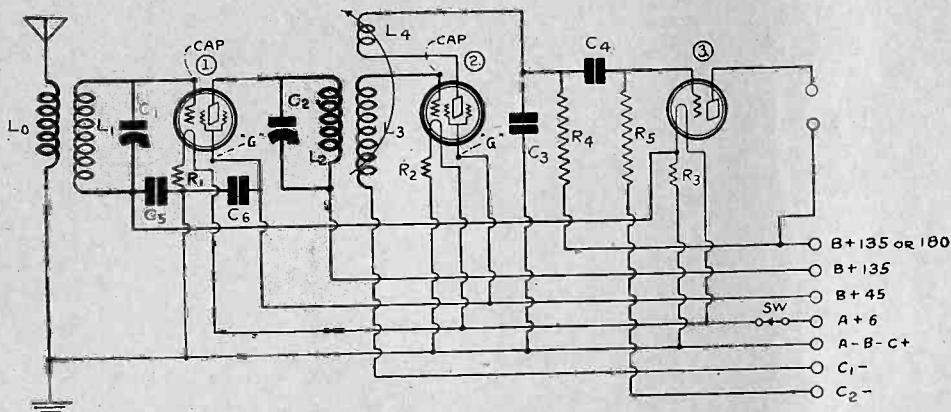 CAP
①
L4
CAP
②
C4
③
L0
L1
C1
C2
L2
L3
G
G
C3
R4
R5
R1
R2
R3
C5
C6
B+135 OR 180
B+135
B+45
SW
A+6
A-B-C+
C1-
C2-